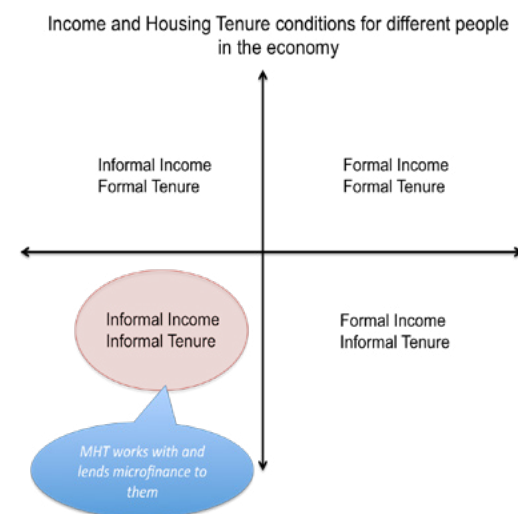 Income and Housing Tenure conditions for different people
in the economy
Informal Income
Formal Tenure
Formal Income
Formal Tenure
Informal Income
Informal Tenure
Formal Income
Informal Tenure
MHT works with and
lends microfinance to
them